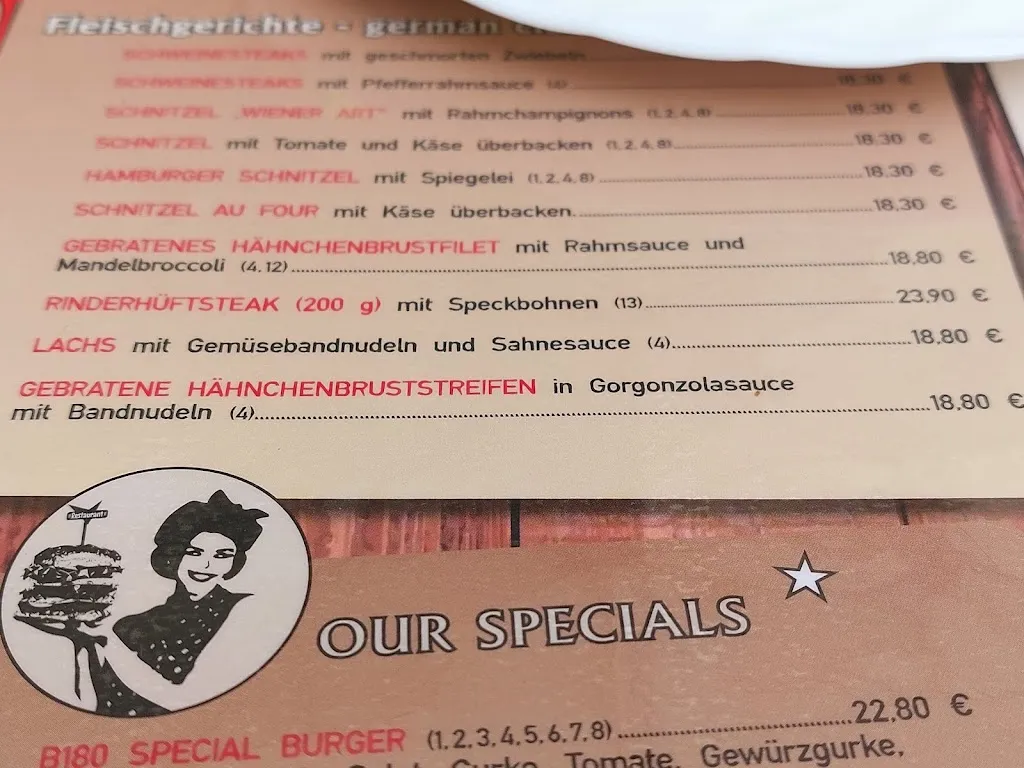 Fleischgerichte - german
SCHWEINESTEAKS mit geschmorten Zwiebeln
SCHWEINESTEAKS mit Pfefferrahmsauce (4) 18,30 €
SCHNITZEL „WIENER ART" mit Rahmchampignons (1,2,4,8) 18,30 €
SCHNITZEL mit Tomate und Käse überbacken (1,2,4,8) 18,30 €
HAMBURGER SCHNITZEL mit Spiegelei (1,2,4,8) 18,30 €
SCHNITZEL AU FOUR mit Käse überbacken. 18,30 €
GEBRATENES HÄHNCHENBRUSTFILET mit Rahmsauce und
Mandelbroccoli (4,12) 18,80 €
RINDERHÜFTSTEAK (200 g) mit Speckbohnen (13) 23,90 €
LACHS mit Gemüsebandnudeln und Sahnesauce (4) 18,80 €
GEBRATENE HÄHNCHENBRUSTSTREIFEN in Gorgonzolasauce
mit Bandnudeln (4) 18,80 €
Restaurant
OUR SPECIALS
B180 SPECIAL BURGER (1,2,3,4,5,6,7,8) 22,80 €
Gurke, Tomate, Gewürzgurke,